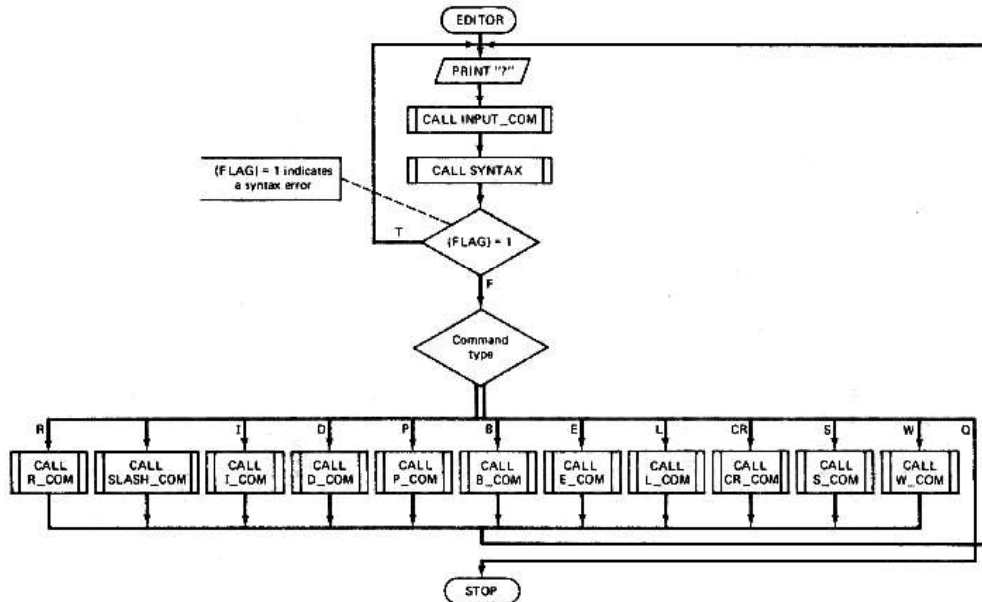 EDITOR
PRINT "?"
CALL INPUT_COM
CALL SYNTAX
(FLAG) = 1 indicates
a syntax error
T
(FLAG) = 1
F
Command
type
R
I
D
P
B
E
L
CR
S
W
Q
CALL
R_COM
CALL
SLASH_COM
CALL
I_COM
CALL
D_COM
CALL
P_COM
CALL
B_COM
CALL
E_COM
CALL
L_COM
CALL
CR_COM
CALL
S_COM
CALL
W_COM
STOP